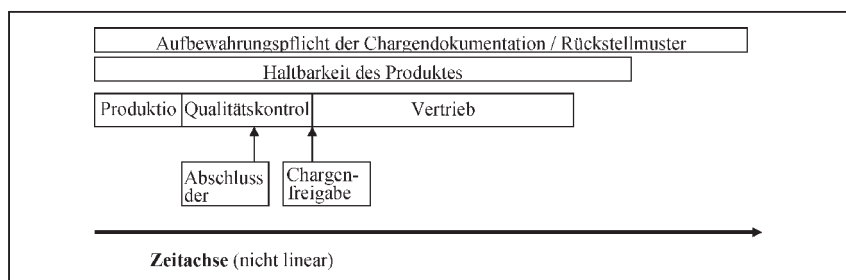 Aufbewahrungspflicht der Chargendokumentation / Rückstellmuster
Haltbarkeit des Produktes
Produktio Qualitätskontrol Vertrieb
Abschluss
der
Chargen-
freigabe
Zeitachse (nicht linear)